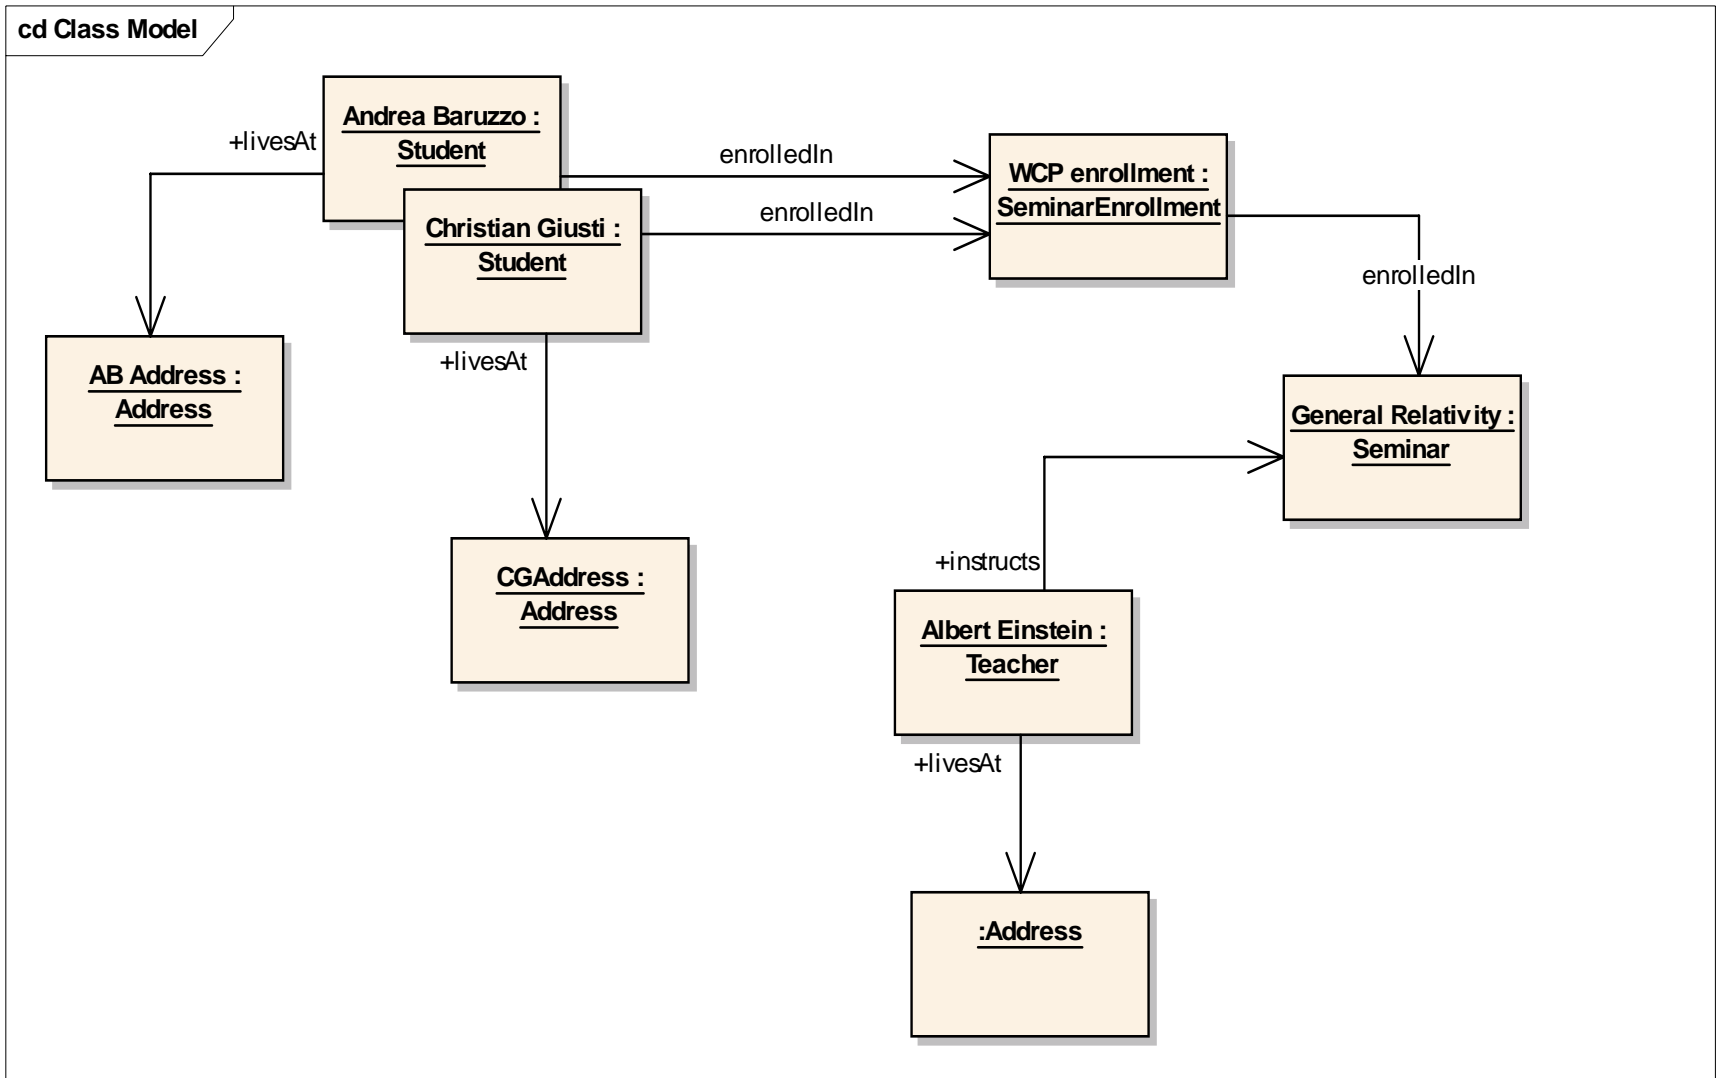 cd Class Model
Andrea Baruzzo :
Student
+livesAt
enrolledIn
WCP enrollment :
SeminarEnrollment
Christian Giusti :
Student
enrolledIn
enrolledIn
+livesAt
AB Address :
Address
General Relativity :
Seminar
CGAddress :
Address
+instructs
Albert Einstein :
Teacher
+livesAt
:Address